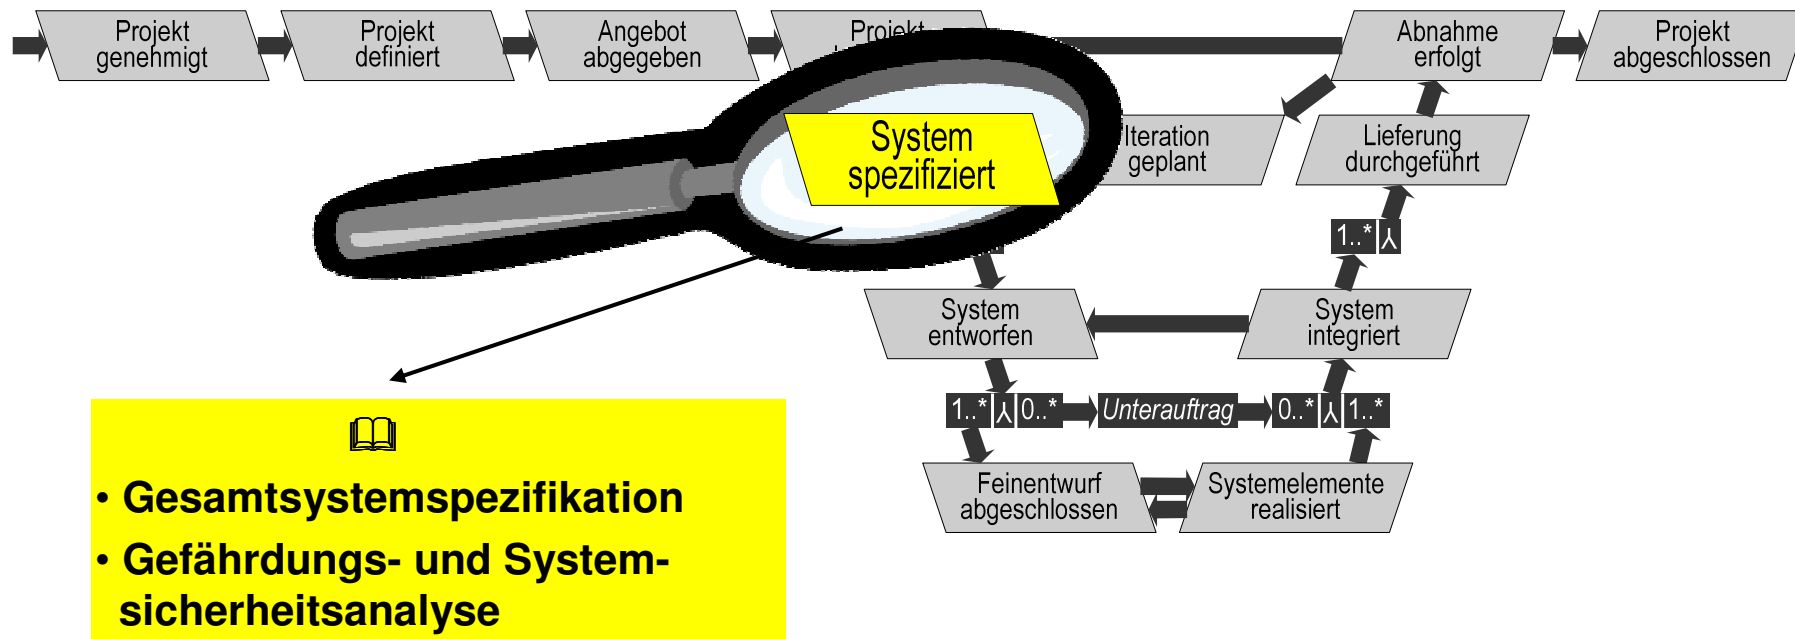 Projekt
genehmigt
Projekt
definiert
Angebot
abgegeben
Projekt
Abnahme
erfolgt
Projekt
abgeschlossen
System
spezifiziert
Iteration
geplant
Lieferung
durchgeführt
1..*
System
entworfen
System
integriert
1..* 0..* Unterauftrag 0..* 1..*
Feinentwurf
abgeschlossen
Systemelemente
realisiert
• Gesamtsystemspezifikation
• Gefährdungs- und System-
sicherheitsanalyse